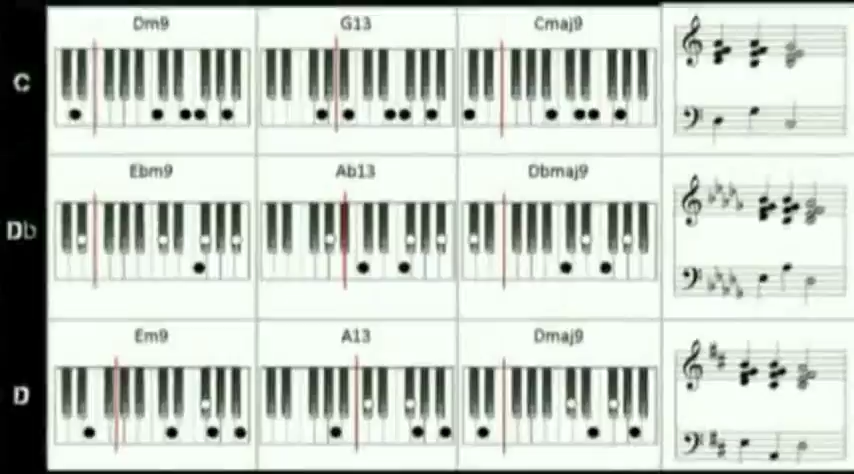 Dm9 G13 Cmaj9
C
Ebm9 Ab13 Dbmaj9
Db
Em9 A13 Dmaj9
D